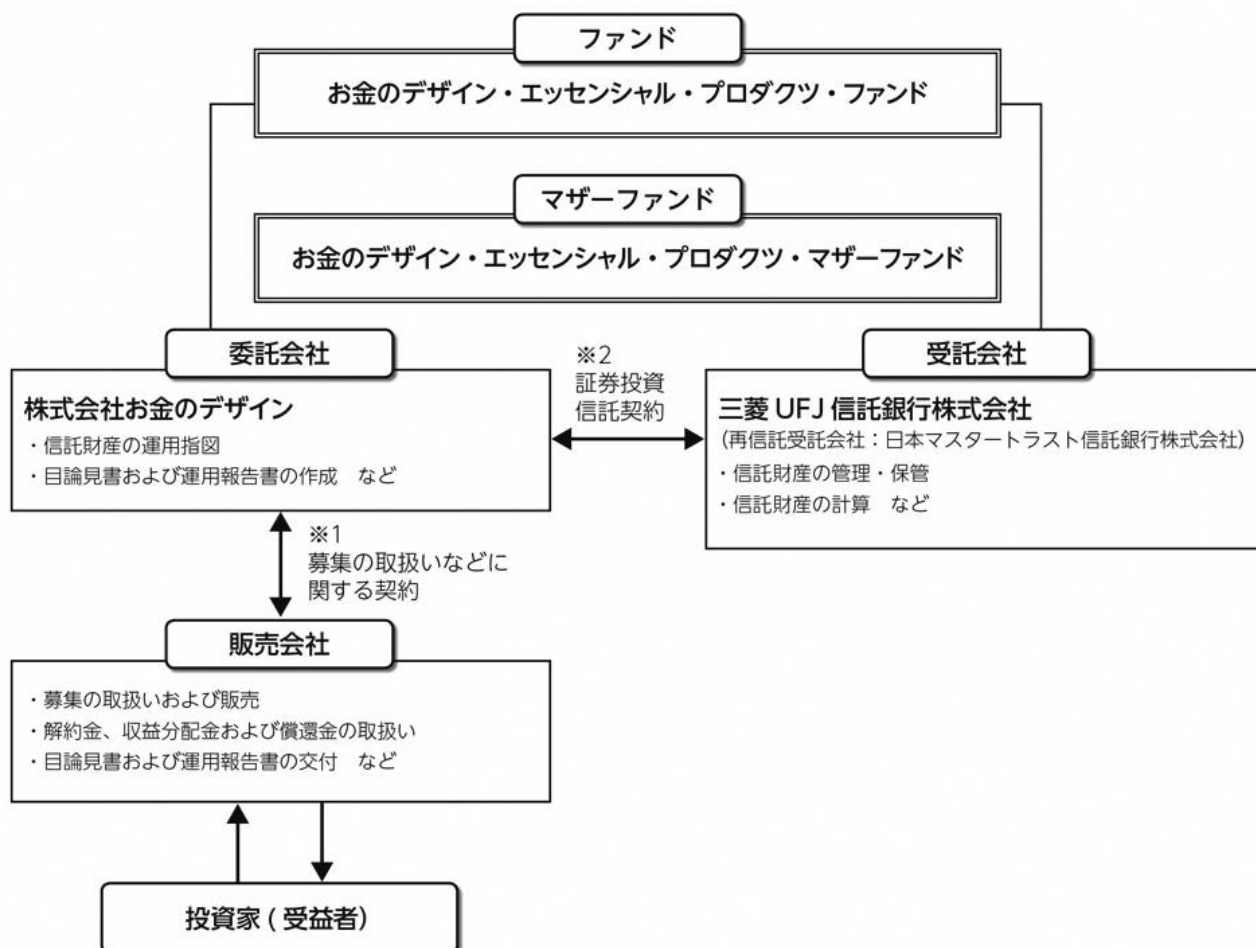 ファンド
お金のデザイン・エッセンシャル・プロダクツ・ファンド
マザーファンド
お金のデザイン・エッセンシャル・プロダクツ・マザーファンド
委託会社
株式会社お金のデザイン
・信託財産の運用指図
・目論見書および運用報告書の作成　など
※2
証券投資
信託契約
受託会社
三菱 UFJ 信託銀行株式会社
（再信託受託会社：日本マスタートラスト信託銀行株式会社）
・信託財産の管理・保管
・信託財産の計算　など
※1
募集の取扱いなどに
関する契約
販売会社
・募集の取扱いおよび販売
・解約金、収益分配金および償還金の取扱い
・目論見書および運用報告書の交付　など
投資家 ( 受益者）